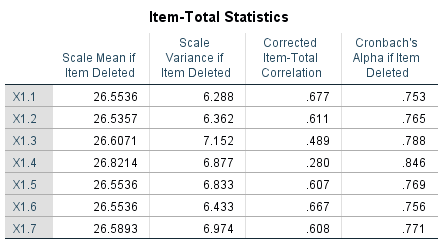 Item-Total Statistics
Scale Mean if Item Deleted Scale Variance if Item Deleted Corrected Item-Total Correlation Cronbach's Alpha if Item Deleted
X1.1 26.5536 6.288 .677 .753
X1.2 26.5357 6.362 .611 .765
X1.3 26.6071 7.152 .489 .788
X1.4 26.8214 6.877 .280 .846
X1.5 26.5536 6.833 .607 .769
X1.6 26.5536 6.433 .667 .756
X1.7 26.5893 6.974 .608 .771